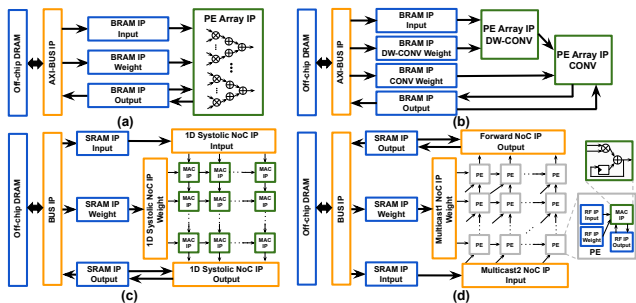 Off-chip DRAM
AXI-BUS IP
BRAM IP
Input
BRAM IP
Weight
BRAM IP
Output
PE Array IP
(a)
Off-chip DRAM
AXI-BUS IP
BRAM IP
Input
BRAM IP
DW-CONV Weight
BRAM IP
CONV Weight
BRAM IP
Output
PE Array IP
DW-CONV
PE Array IP
CONV
(b)
Off-chip DRAM
BUS IP
SRAM IP
Input
SRAM IP
Weight
SRAM IP
Output
1D Systolic NoC IP
Intput
1D Systolic NoC IP
Weight
MAC
IP
MAC
IP
MAC
IP
MAC
IP
MAC
IP
MAC
IP
MAC
IP
MAC
IP
MAC
IP
1D Systolic NoC IP
Output
(c)
Off-chip DRAM
BUS IP
SRAM IP
Output
SRAM IP
Weight
SRAM IP
Intput
Forward NoC IP
Output
Multicast1 NoC IP
Weight
PE
PE
PE
PE
PE
PE
PE
PE
PE
Multicast2 NoC IP
Input
RF IP
Input
MAC
IP
RF IP
Weight
RF IP
Output
PE
(d)